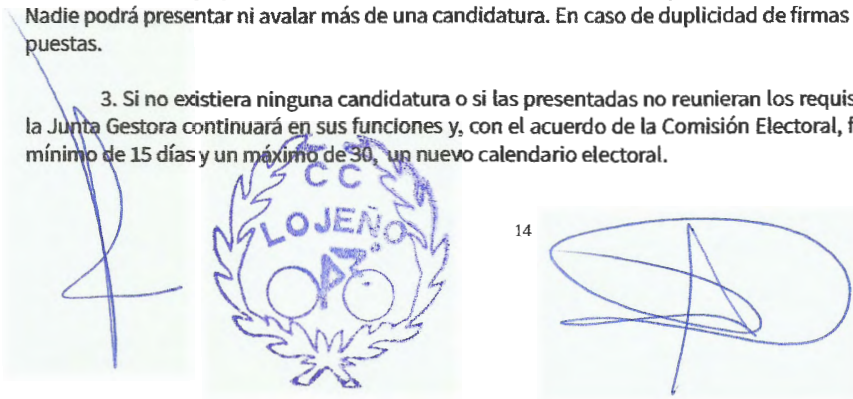 Nadie podrá presentar ni avalar más de una candidatura. En caso de duplicidad de firmas
puestas.
3. Si no existiera ninguna candidatura o si las presentadas no reunieran los requis
la Junta Gestora continuará en sus funciones y, con el acuerdo de la Comisión Electoral, f
mínimo de 15 días y un máximo de 30, un nuevo calendario electoral.
C C
LOJEÑO
14